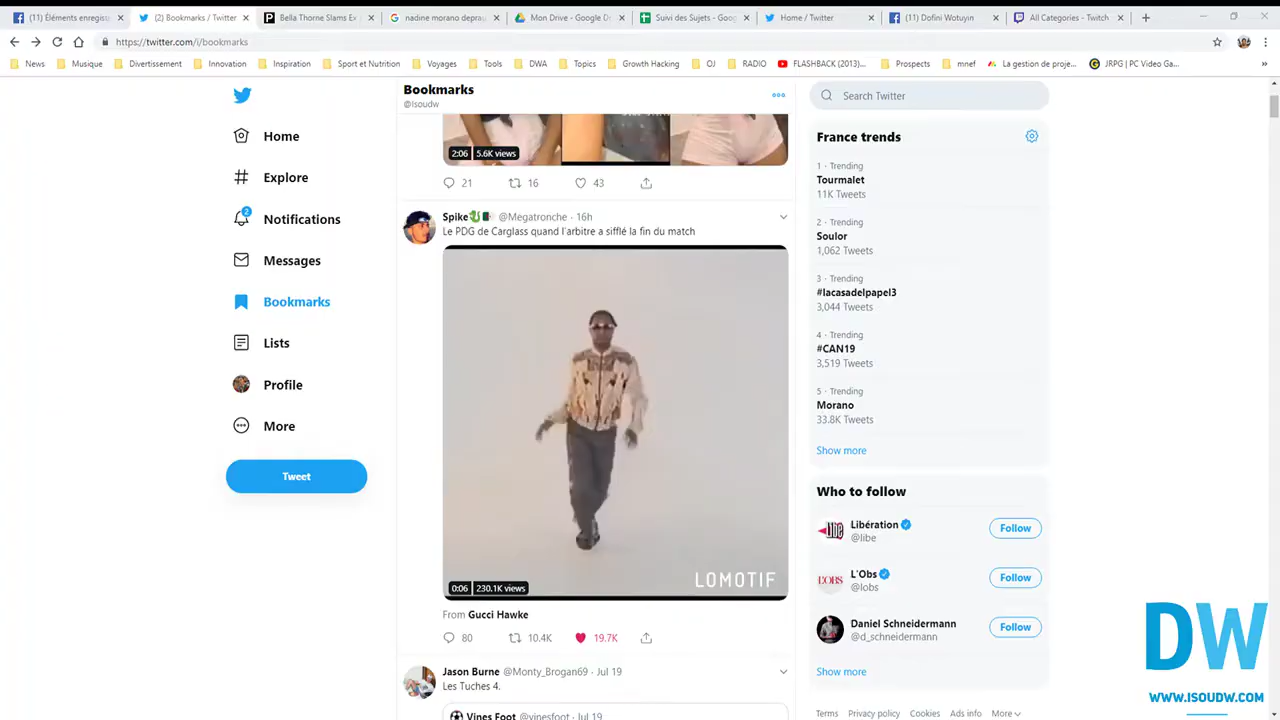 (11) Éléments enregist
(2) Bookmarks / Twitter
Bella Thorne Slams Ex
nadine morano deprau
Mon Drive - Google D
Suivi des Sujets - Goog
Home / Twitter
(11) Dofini Wotuyin
All Categories - Twitch
https://twitter.com/i/bookmarks
News
Musique
Divertissement
Innovation
Inspiration
Sport et Nutrition
Voyages
Tools
DWA
Topics
Growth Hacking
OJ
RADIO
FLASHBACK (2013)...
Prospects
mnef
La gestion de proje...
JRPG | PC Video Ga...
Home
Explore
2
Notifications
Messages
Bookmarks
Lists
Profile
More
Tweet
Bookmarks
@Isoudw
2:06 5.6K views
21 16 43
Spike @Megatronche · 16h
Le PDG de Carglass quand l'arbitre a sifflé la fin du match
LOMOTIF
0:06 230.1K views
From Gucci Hawke
80 10.4K 19.7K
Jason Burne @Monty_Brogan69 · Jul 19
Les Tuches 4.
Vines Foot @vinesfoot · Jul 19
Search Twitter
France trends
1 · Trending
Tourmalet
11K Tweets
2 · Trending
Soulor
1,062 Tweets
3 · Trending
#lacasadelpapel3
3,044 Tweets
4 · Trending
#CAN19
3,519 Tweets
5 · Trending
Morano
33.8K Tweets
Show more
Who to follow
Libération
@libe
Follow
L'OBS
L'Obs
@lobs
Follow
Daniel Schneidermann
@d_schneidermann
Follow
Show more
Terms Privacy policy Cookies Ads info More
DW
WWW.ISOUDW.COM